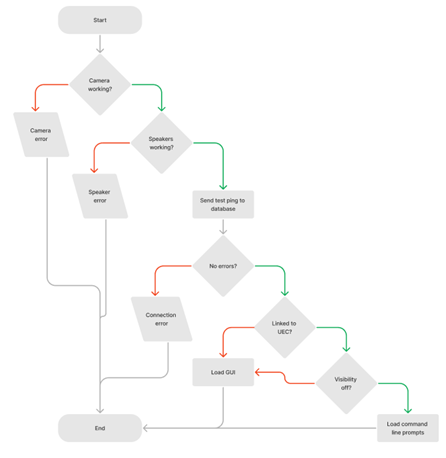 Start
Camera
working?
Camera
error
Speakers
working?
Speaker
error
Send test ping to
database
No errors?
Connection
error
Linked to
UEC?
Load GUI
Visibility
off?
End
Load command
line prompts